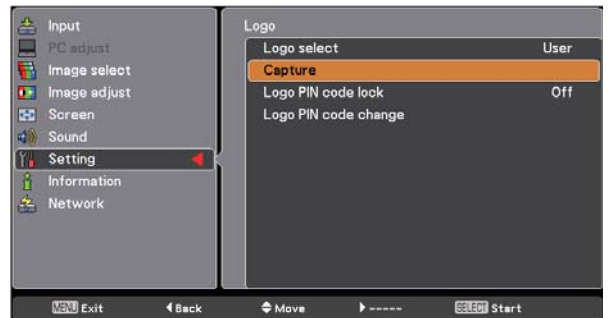 Input
PC adjust
Image select
Image adjust
Screen
Sound
Setting
Information
Network
Logo
Logo select User
Capture
Logo PIN code lock Off
Logo PIN code change
MENU Exit Back Move ----- SELECT Start